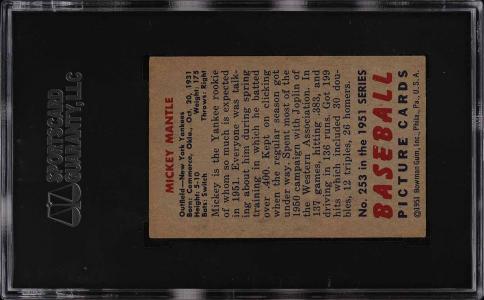 SGC
SPORTSCARD
GUARANTY, LLC
MICKEY MANTLE
Outfield—New York Yankees
Born: Commerce, Okla., Oct. 20, 1931
Height: 5-10 Weight: 175
Bats: Switch Throws: Right
Mickey is the Yankee rookie
of whom so much is expected
in 1951. Everyone was talk-
ing about him during spring
training in which he batted
over .400. Kept on clicking
when the regular season got
under way. Spent most of the
1950 campaign with Joplin of
the Western Association. In
137 games, hitting .383, and
driving in 136 runs. Got 199
hits which included 30 dou-
bles, 12 triples, 26 homers.
No. 253 in the 1951 SERIES
BASEBALL
PICTURE CARDS
©1951 Bowman Gum, Inc., Phila., Pa., U.S.A.